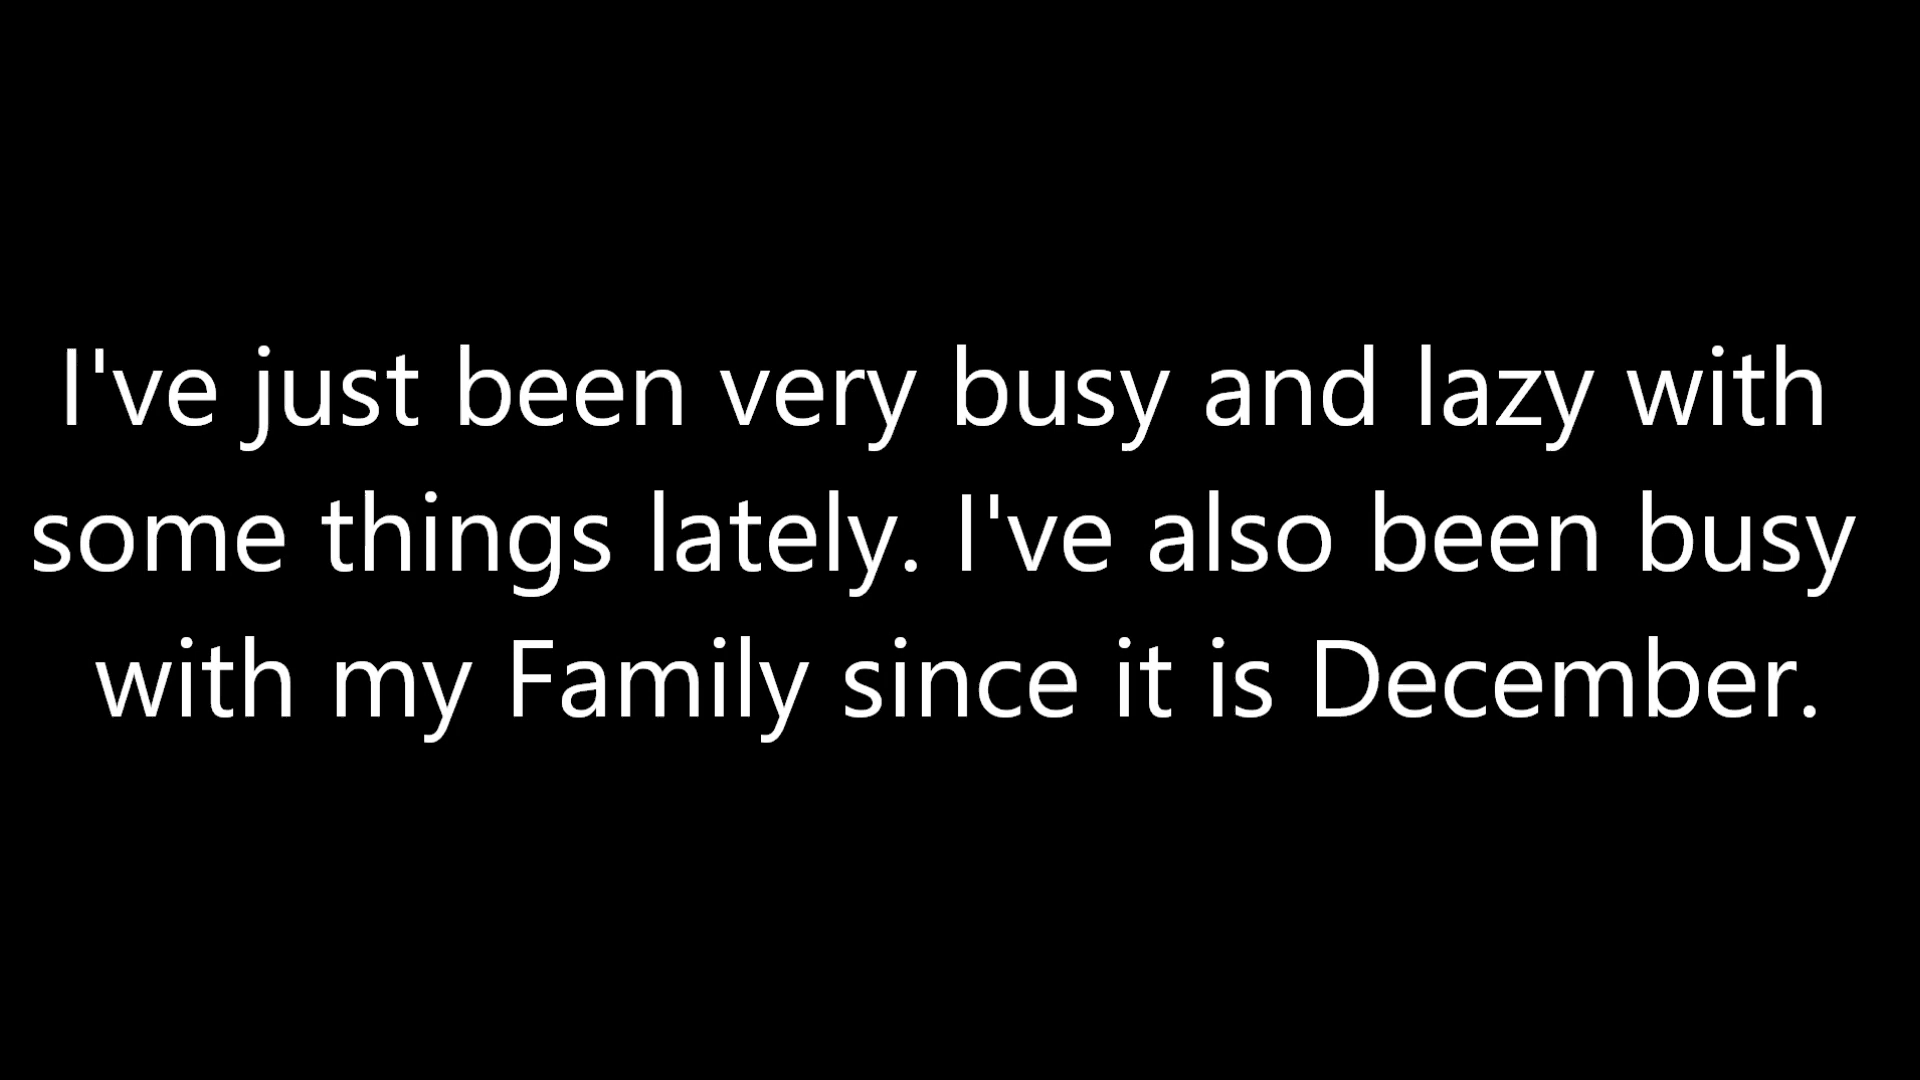 I've just been very busy and lazy with
some things lately. I've also been busy
with my Family since it is December.